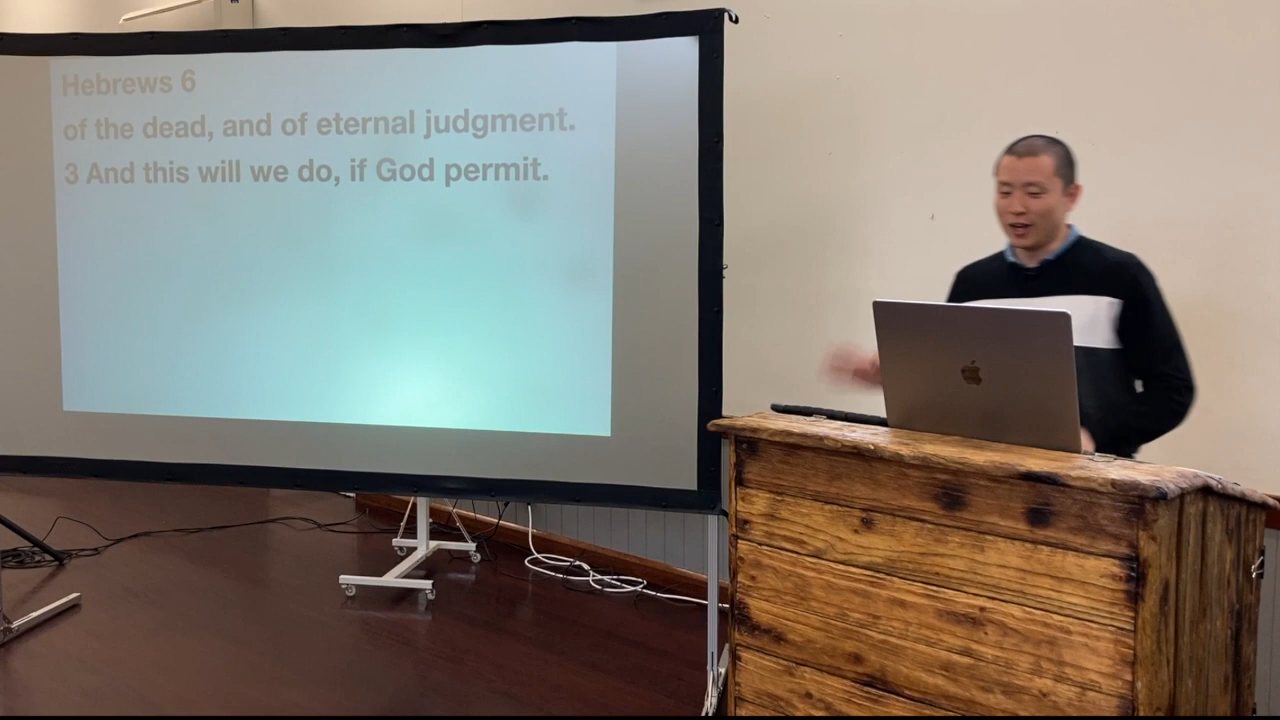 Hebrews 6
of the dead, and of eternal judgment.
3 And this will we do, if God permit.